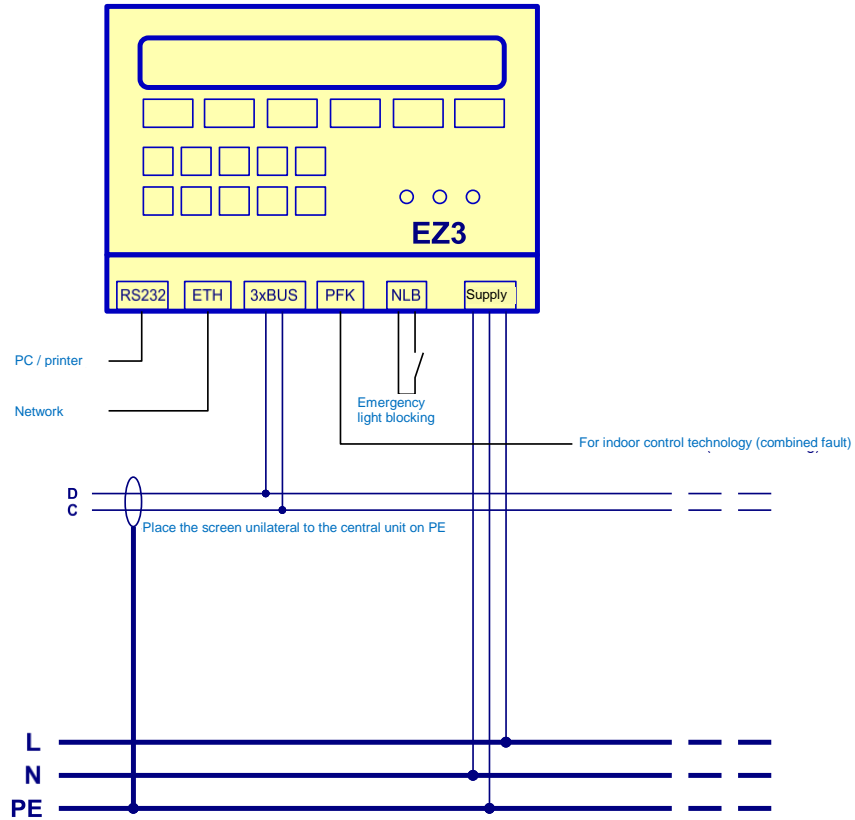 EZ3
RS232 ETH 3xBUS PFK NLB Supply
PC / printer
Network
Emergency
light blocking
For indoor control technology (combined fault)
D
C
Place the screen unilateral to the central unit on PE
L
N
PE